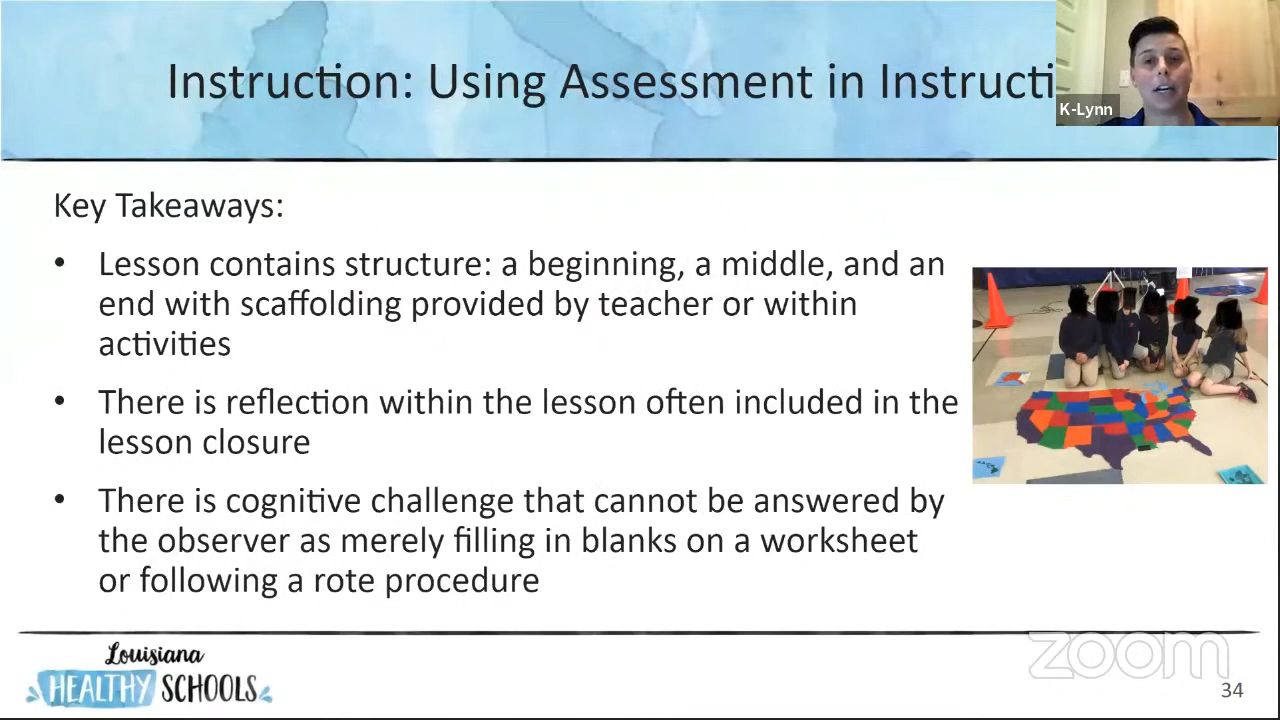 Instruction: Using Assessment in Instructi
K-Lynn
Key Takeaways:
• Lesson contains structure: a beginning, a middle, and an
end with scaffolding provided by teacher or within
activities
• There is reflection within the lesson often included in the
lesson closure
• There is cognitive challenge that cannot be answered by
the observer as merely filling in blanks on a worksheet
or following a rote procedure
Louisiana
HEALTHY SCHOOLS
zoom
34